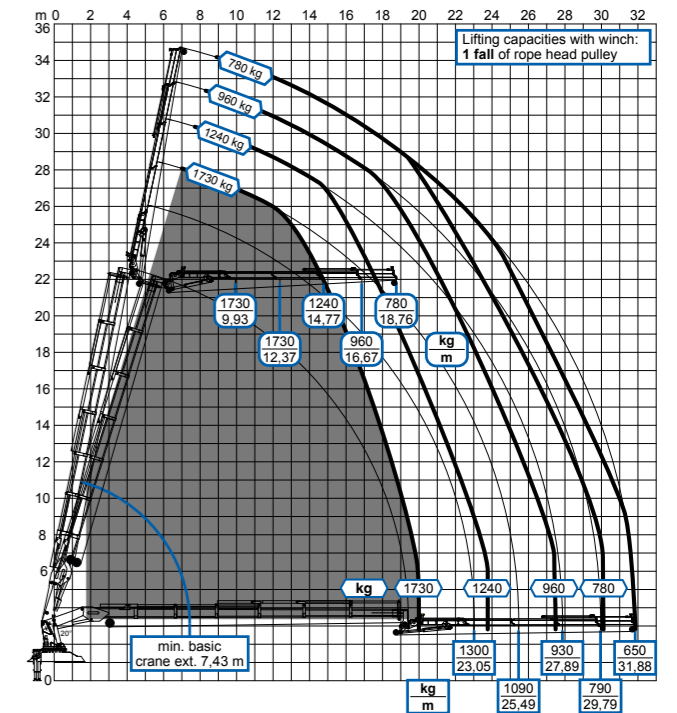 m 0 2 4 6 8 10 12 14 16 18 20 22 24 26 28 30 32
36
34
32
30
28
26
24
22
20
18
16
14
12
10
8
6
4
0
Lifting capacities with winch:
1 fall of rope head pulley
780 kg
960 kg
1240 kg
1730 kg
1730
9,93
1730
12,37
1240
14,77
960
16,67
780
18,76
kg
m
kg 1730 1240 960 780
20°
min. basic
crane ext. 7,43 m
1300
23,05
930
27,89
650
31,88
kg
m
1090
25,49
790
29,79